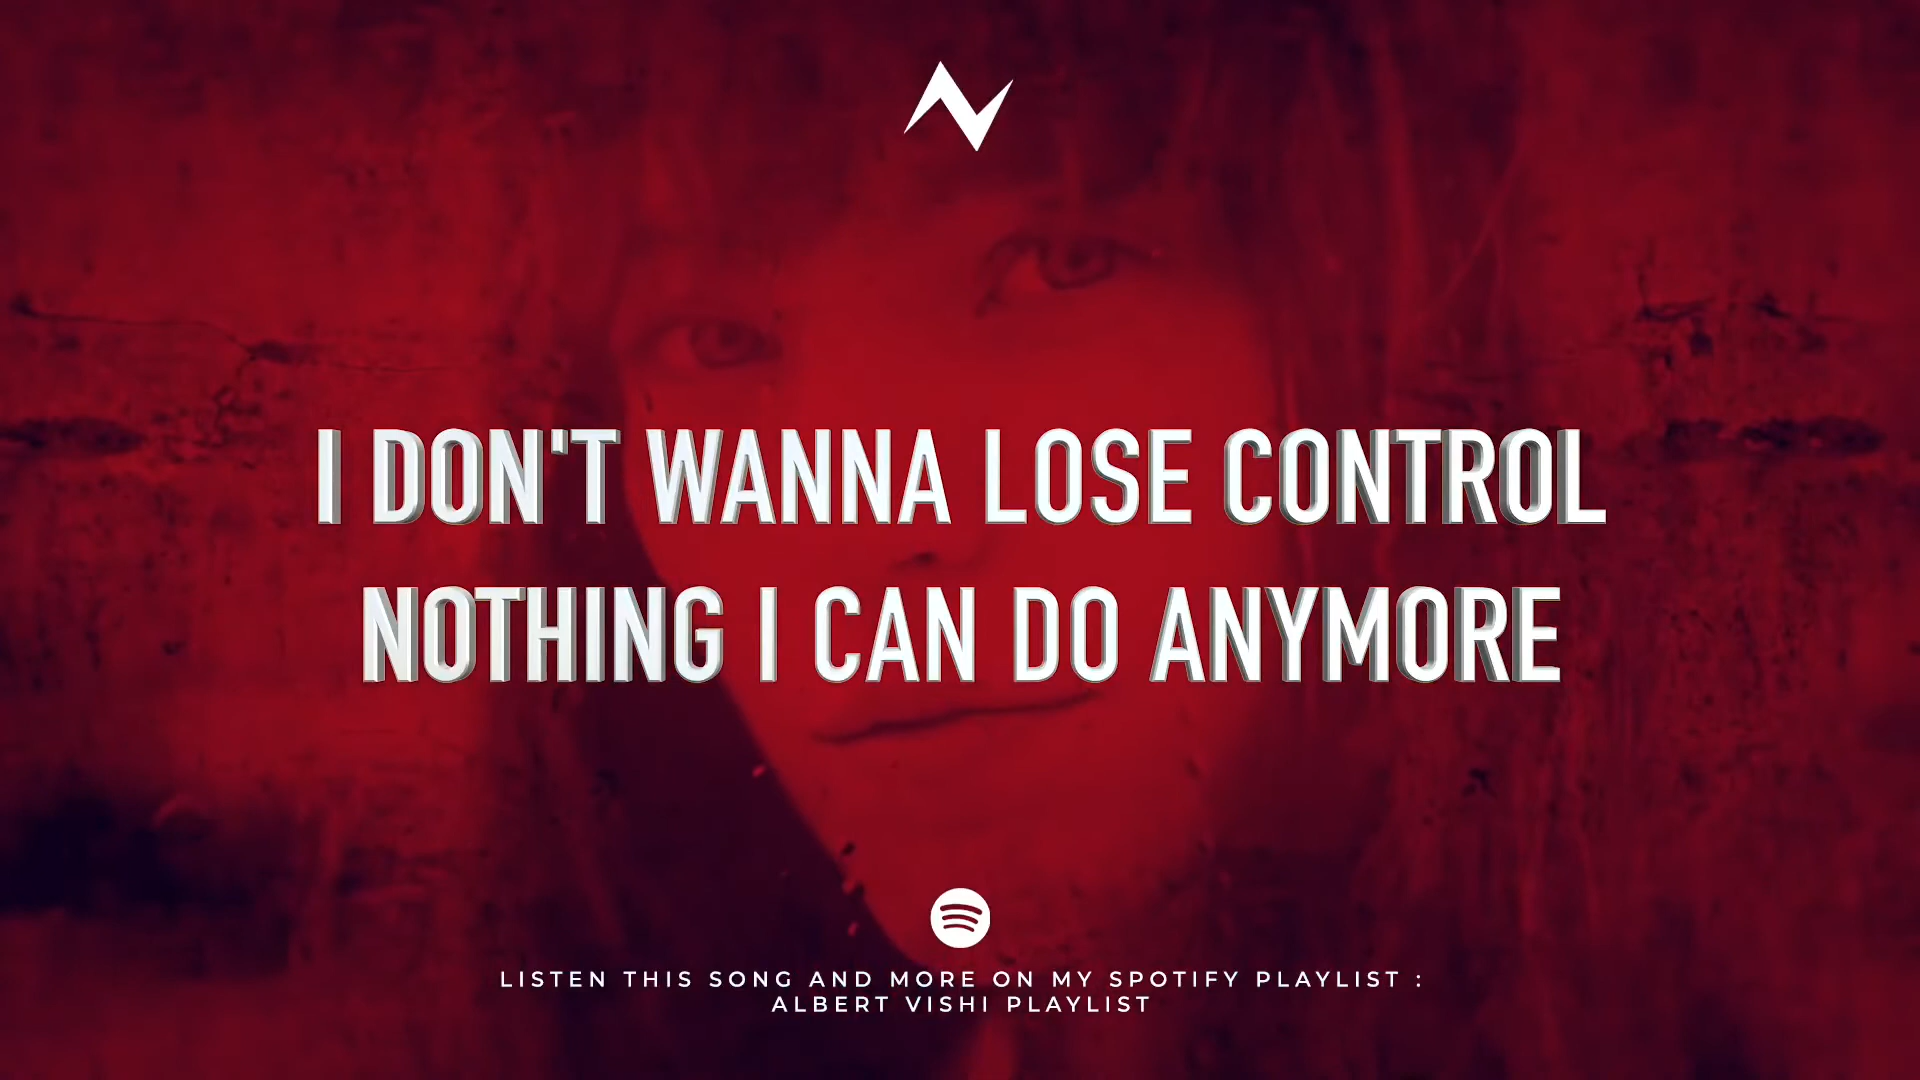 I DON'T WANNA LOSE CONTROL
NOTHING I CAN DO ANYMORE
LISTEN THIS SONG AND MORE ON MY SPOTIFY PLAYLIST :
ALBERT VISHI PLAYLIST